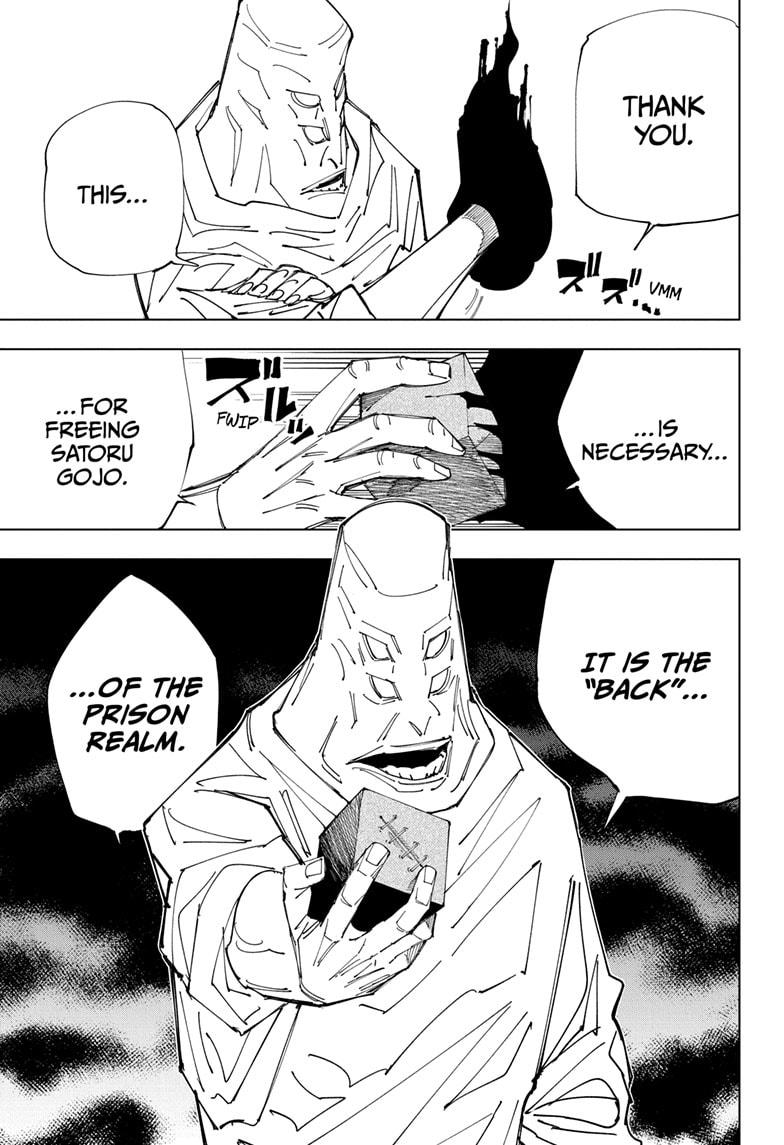 THANK
YOU.
THIS...
ズズ...
VMM
...IS
NECESSARY...
ズルル
FWIP
...FOR
FREEING
SATORU
GOJO.
IT IS THE
"BACK"...
...OF THE
PRISON
REALM.